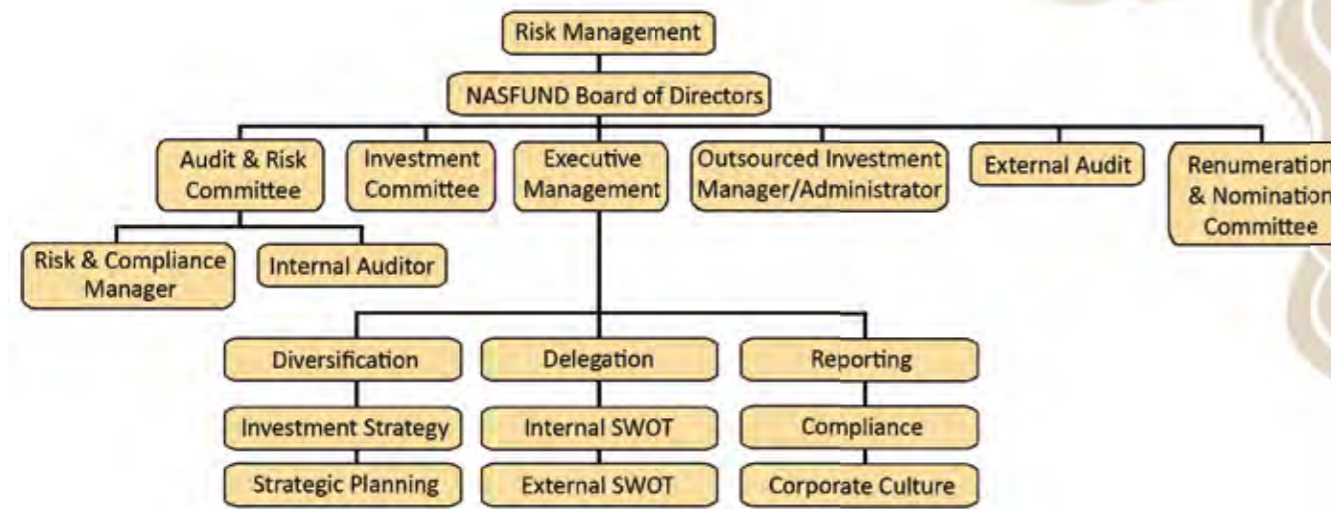 Risk Management
NASFUND Board of Directors
Audit & Risk
Committee
Investment
Committee
Executive
Management
Outsourced Investment
Manager/Administrator
External Audit
Renumeration
& Nomination
Committee
Risk & Compliance
Manager
Internal Auditor
Diversification
Delegation
Reporting
Investment Strategy
Internal SWOT
Compliance
Strategic Planning
External SWOT
Corporate Culture